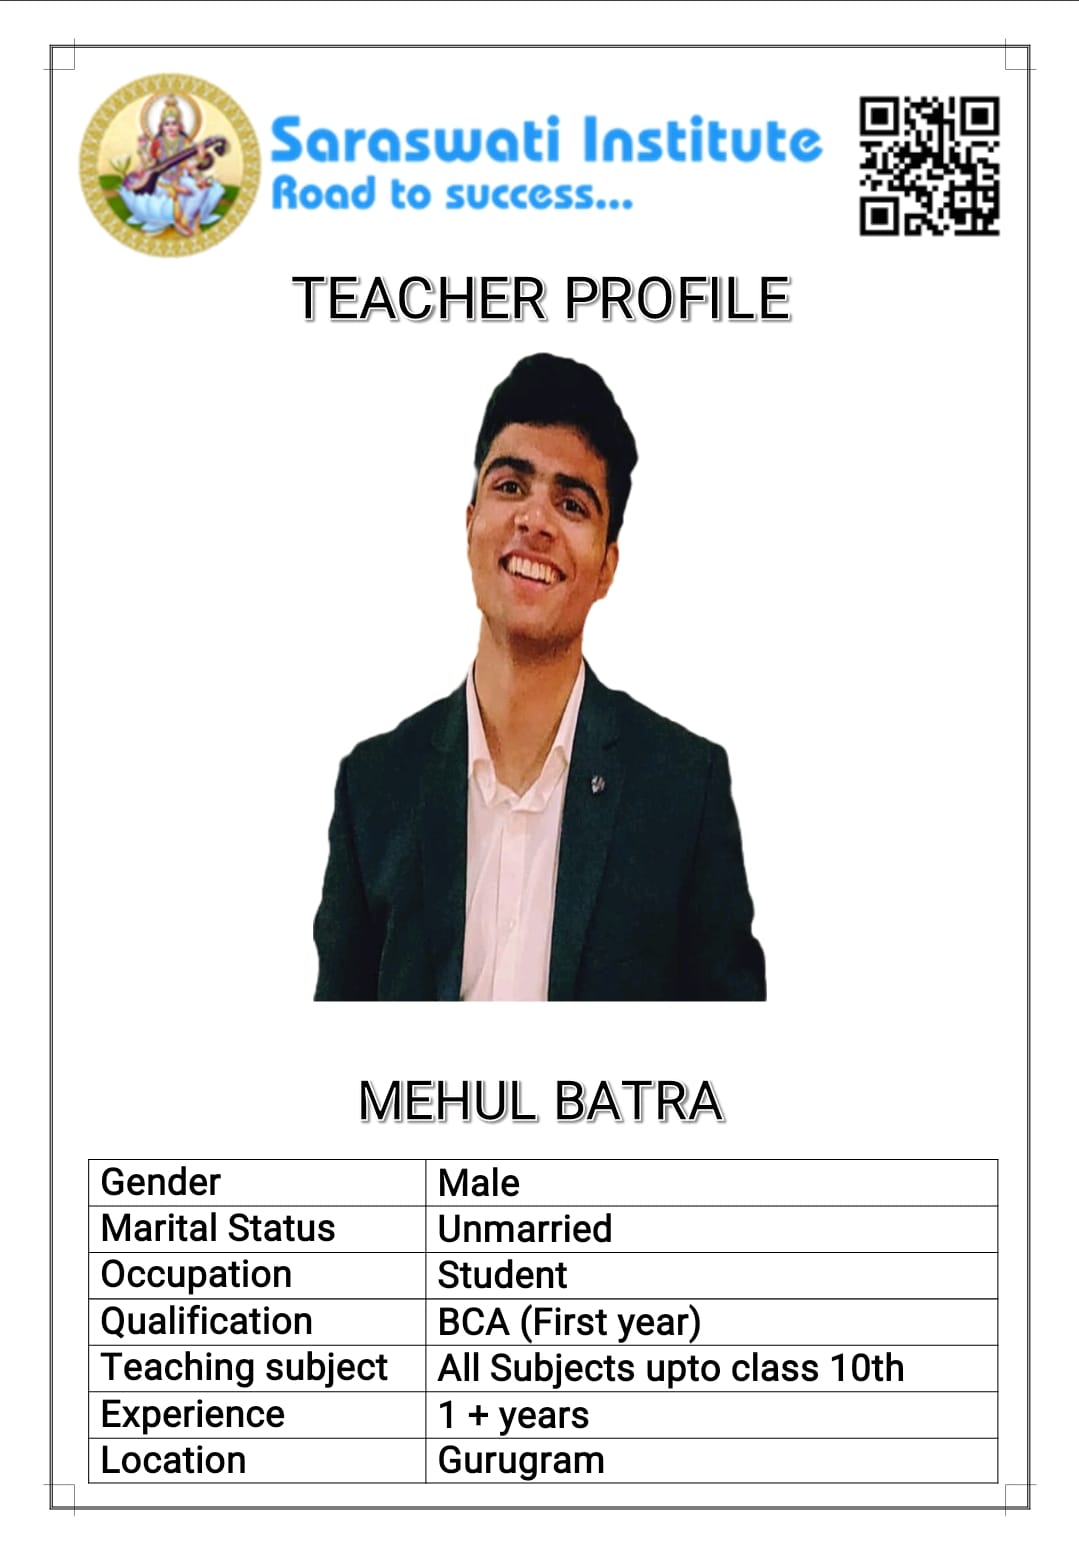 Saraswati Institute
Road to success...
TEACHER PROFILE
MEHUL BATRA
Gender Male
Marital Status Unmarried
Occupation Student
Qualification BCA (First year)
Teaching subject All Subjects upto class 10th
Experience 1 + years
Location Gurugram